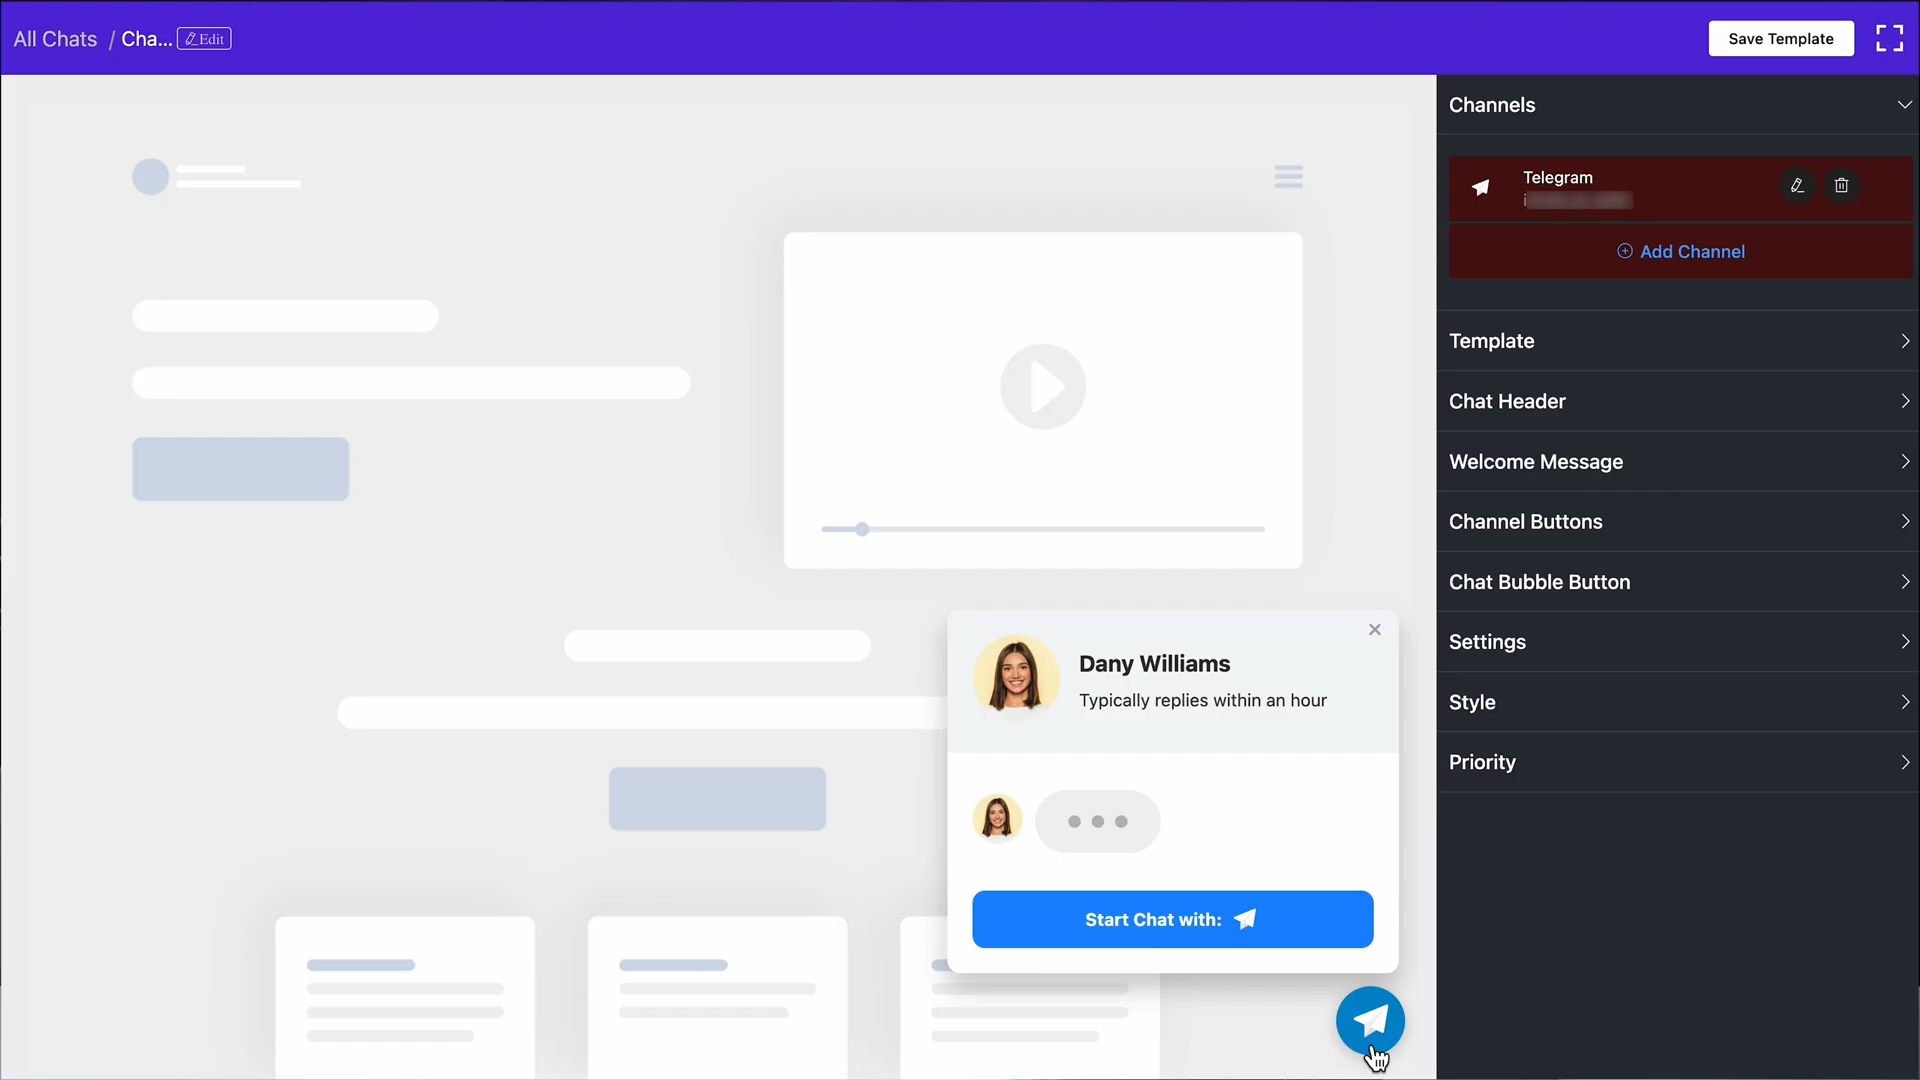 All Chats / Cha... Edit
Save Template
Channels
Telegram
Add Channel
Template
Chat Header
Welcome Message
Channel Buttons
Chat Bubble Button
Settings
Style
Priority
Dany Williams
Typically replies within an hour
Start Chat with: